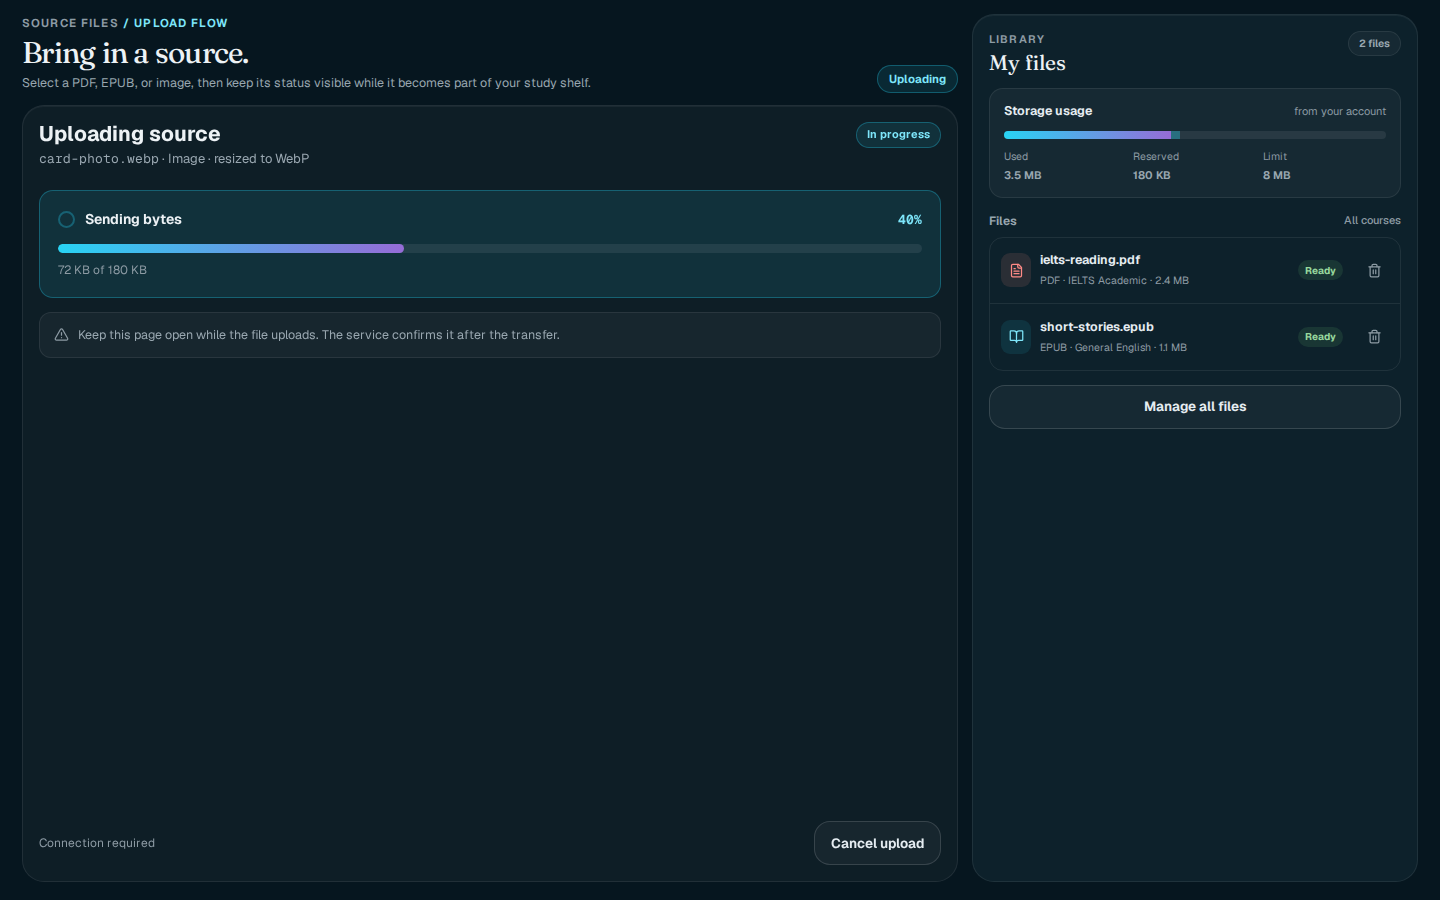 SOURCE FILES / UPLOAD FLOW
Bring in a source.
Select a PDF, EPUB, or image, then keep its status visible while it becomes part of your study shelf.
Uploading
Uploading source
In progress
card-photo.webp · Image · resized to WebP
Sending bytes
40%
72 KB of 180 KB
Keep this page open while the file uploads. The service confirms it after the transfer.
Connection required
Cancel upload
LIBRARY
2 files
My files
Storage usage
from your account
Used
Reserved
Limit
3.5 MB
180 KB
8 MB
Files
All courses
ielts-reading.pdf
PDF · IELTS Academic · 2.4 MB
Ready
short-stories.epub
EPUB · General English · 1.1 MB
Ready
Manage all files